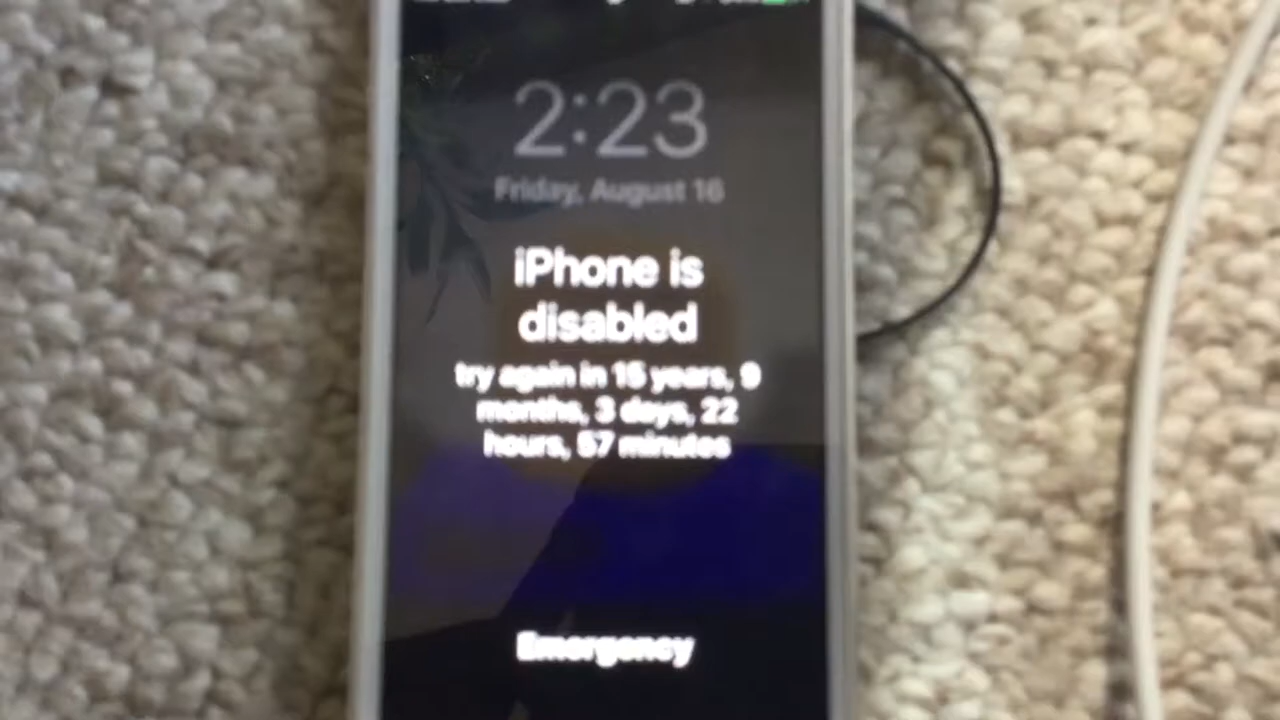 2:23
Friday, August 16
iPhone is
disabled
try again in 15 years, 9
months, 3 days, 22
hours, 57 minutes
Emergency